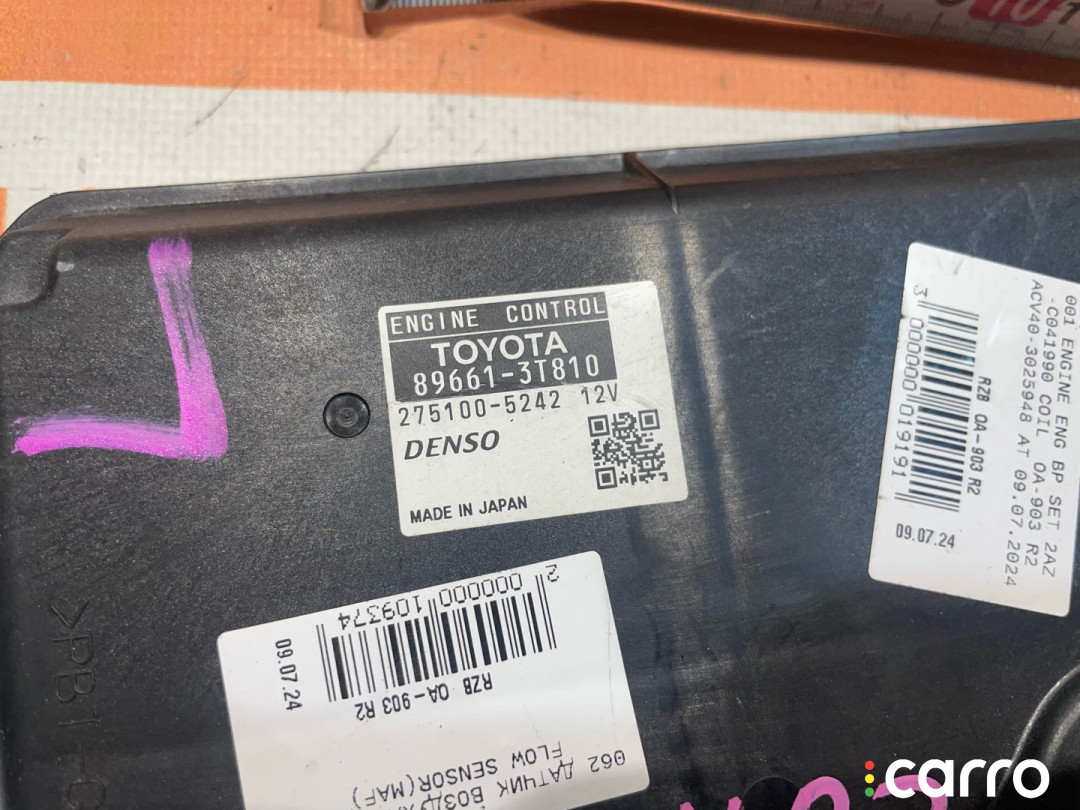 10
ENGINE CONTROL
TOYOTA
89661-3T810
275100-5242 12V
DENSO
MADE IN JAPAN
001 ENGINE ENG BP SET 2AZ
-C041990 COIL OA-903 R2
ACV40-3025948 AT 09.07.2024
RZB OA-903 R2
3 000000 019191
09.07.24
2 000000 109374
09.07.24
RZB OA-903 R2
062 ДАТЧИК
FLOW SENSOR(MAF)
>PBT-
carro